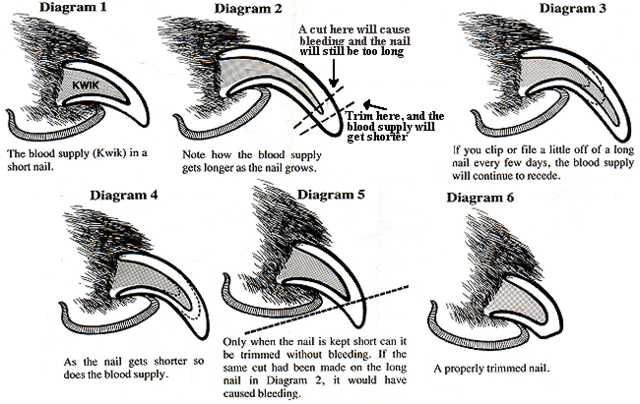 Diagram 1
KWIK
The blood supply (Kwik) in a
short nail.
Diagram 2
A cut here will cause
bleeding and the nail
will still be too long
Trim here, and the
blood supply will
get shorter
Note how the blood supply
gets longer as the nail grows.
Diagram 3
If you clip or file a little off of a long
nail every few days, the blood supply
will continue to recede.
Diagram 4
As the nail gets shorter so
does the blood supply.
Diagram 5
Only when the nail is kept short can it
be trimmed without bleeding. If the
same cut had been made on the long
nail in Diagram 2, it would have
caused bleeding.
Diagram 6
A properly trimmed nail.